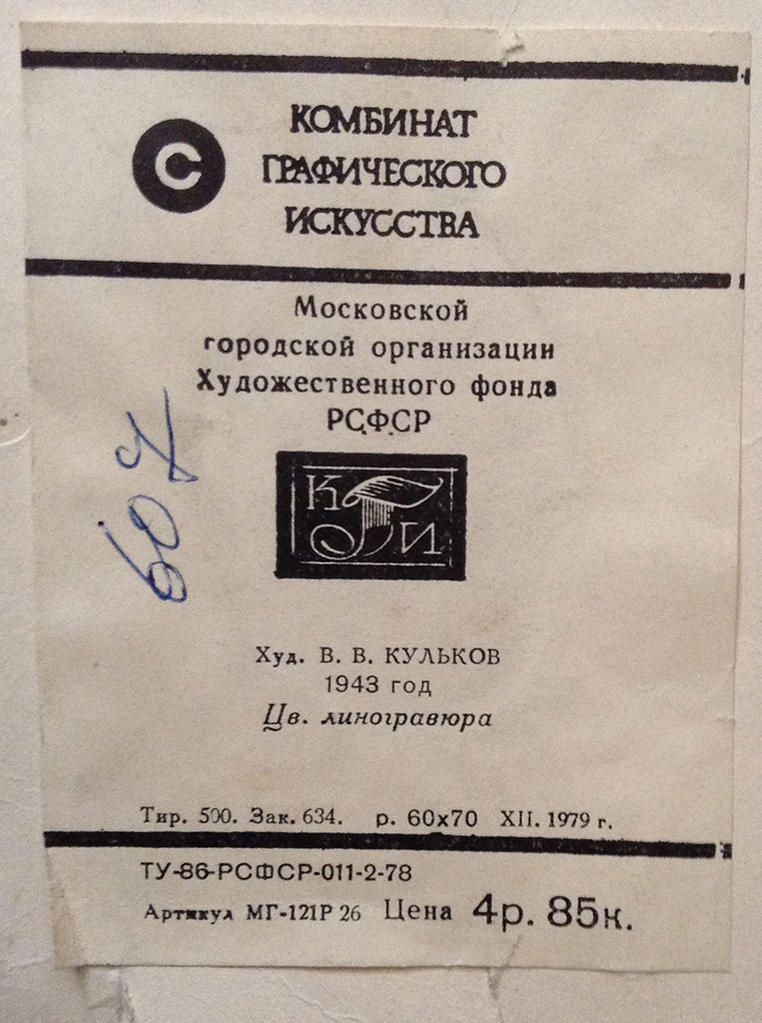 С
КОМБИНАТ
ГРАФИЧЕСКОГО
ИСКУССТВА
Московской
городской организации
Художественного фонда
РСФСР
КГИ
Худ. В. В. КУЛЬКОВ
1943 год
Цв. линогравюра
Тир. 500. Зак. 634. р. 60х70 XII. 1979 г.
ТУ-86-РСФСР-011-2-78
Артикул МГ-121Р 26 Цена 4р. 85к.